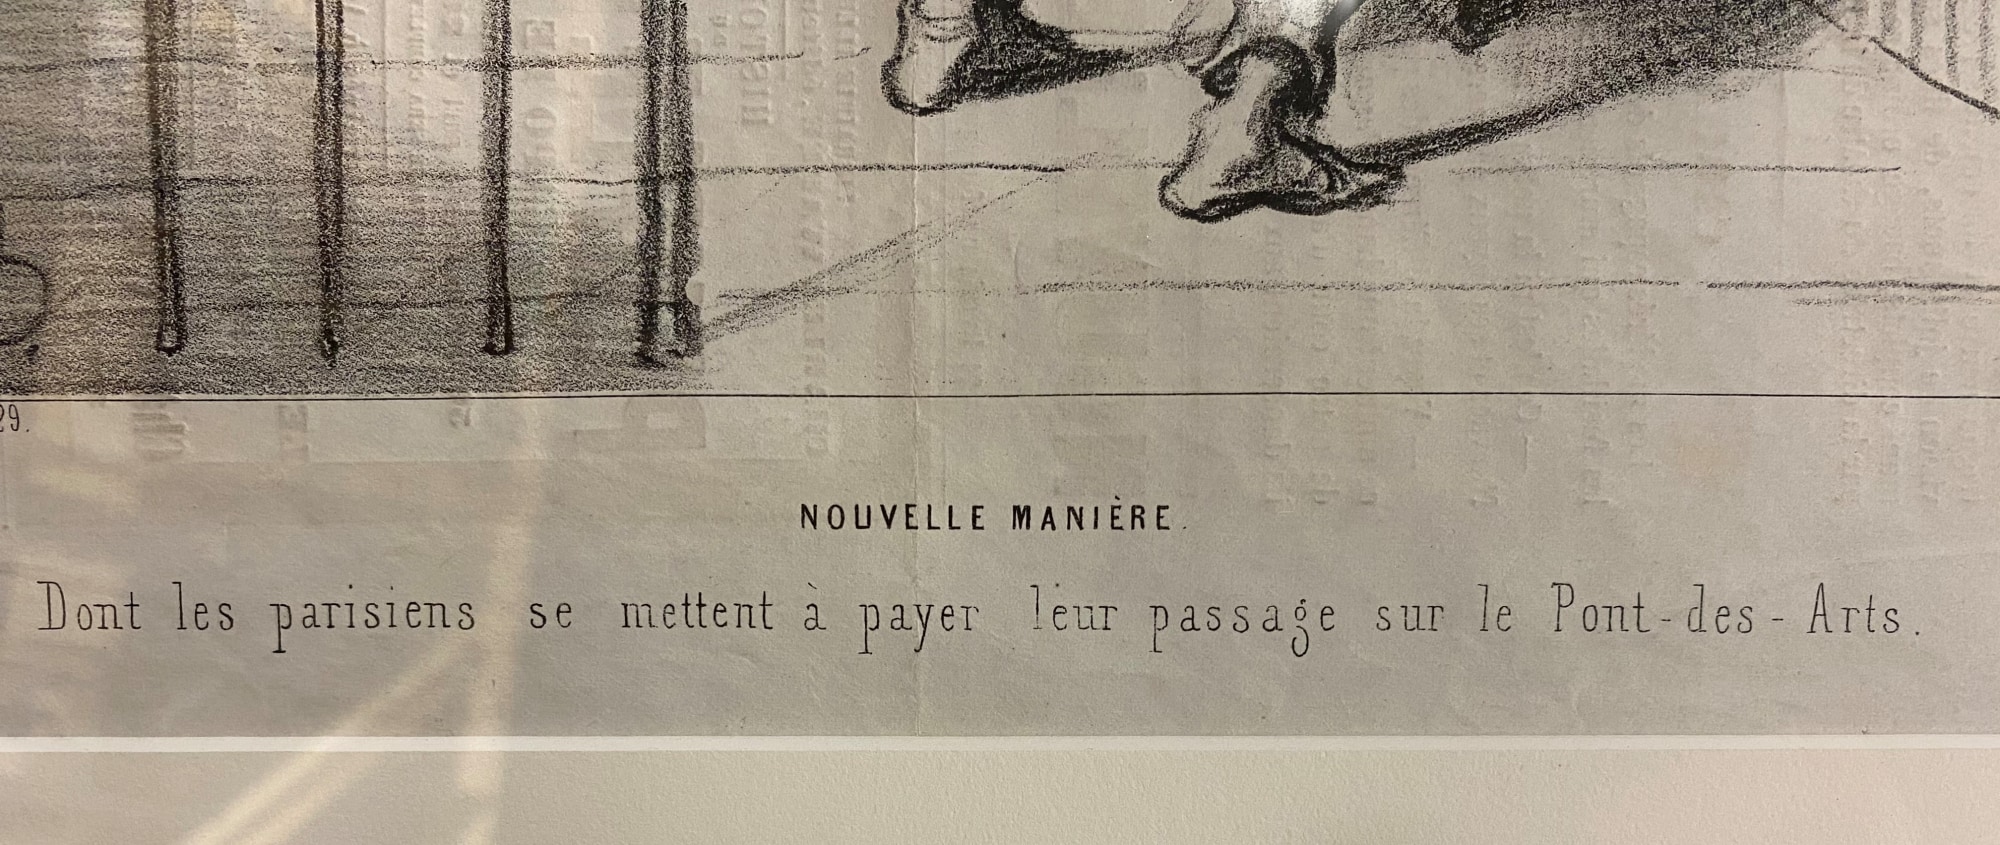 29.
NOUVELLE MANIÈRE.
Dont les parisiens se mettent à payer leur passage sur le Pont-des-Arts.